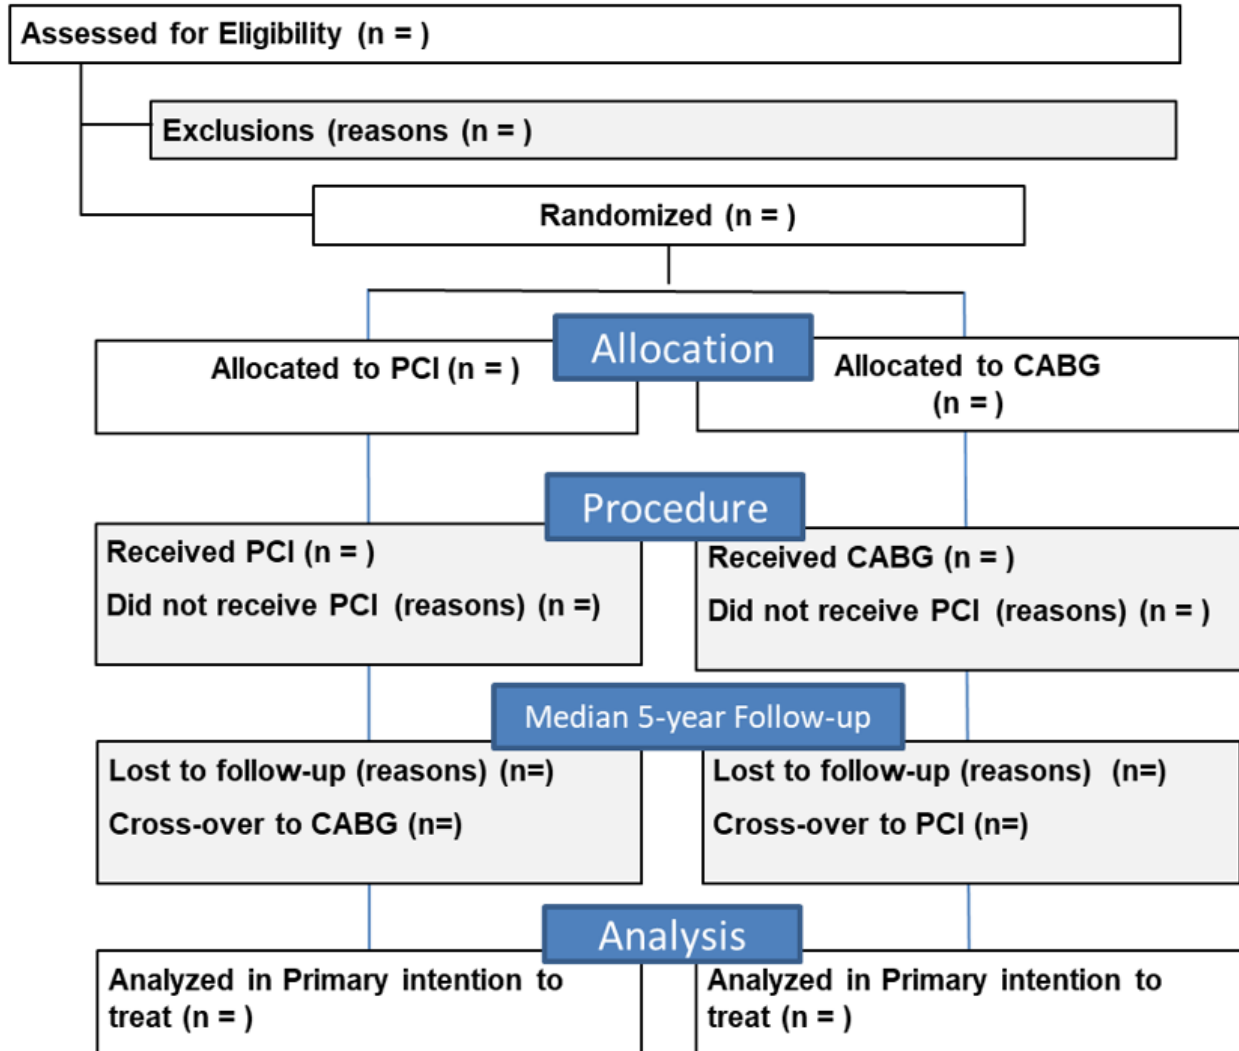 Assessed for Eligibility (n = )
Exclusions (reasons (n = )
Randomized (n = )
Allocation
Allocated to PCI (n = )
Allocated to CABG
(n = )
Procedure
Received PCI (n = )
Did not receive PCI (reasons) (n =)
Received CABG (n = )
Did not receive PCI (reasons) (n = )
Median 5-year Follow-up
Lost to follow-up (reasons) (n=)
Cross-over to CABG (n=)
Lost to follow-up (reasons) (n=)
Cross-over to PCI (n=)
Analysis
Analyzed in Primary intention to
treat (n = )
Analyzed in Primary intention to
treat (n = )